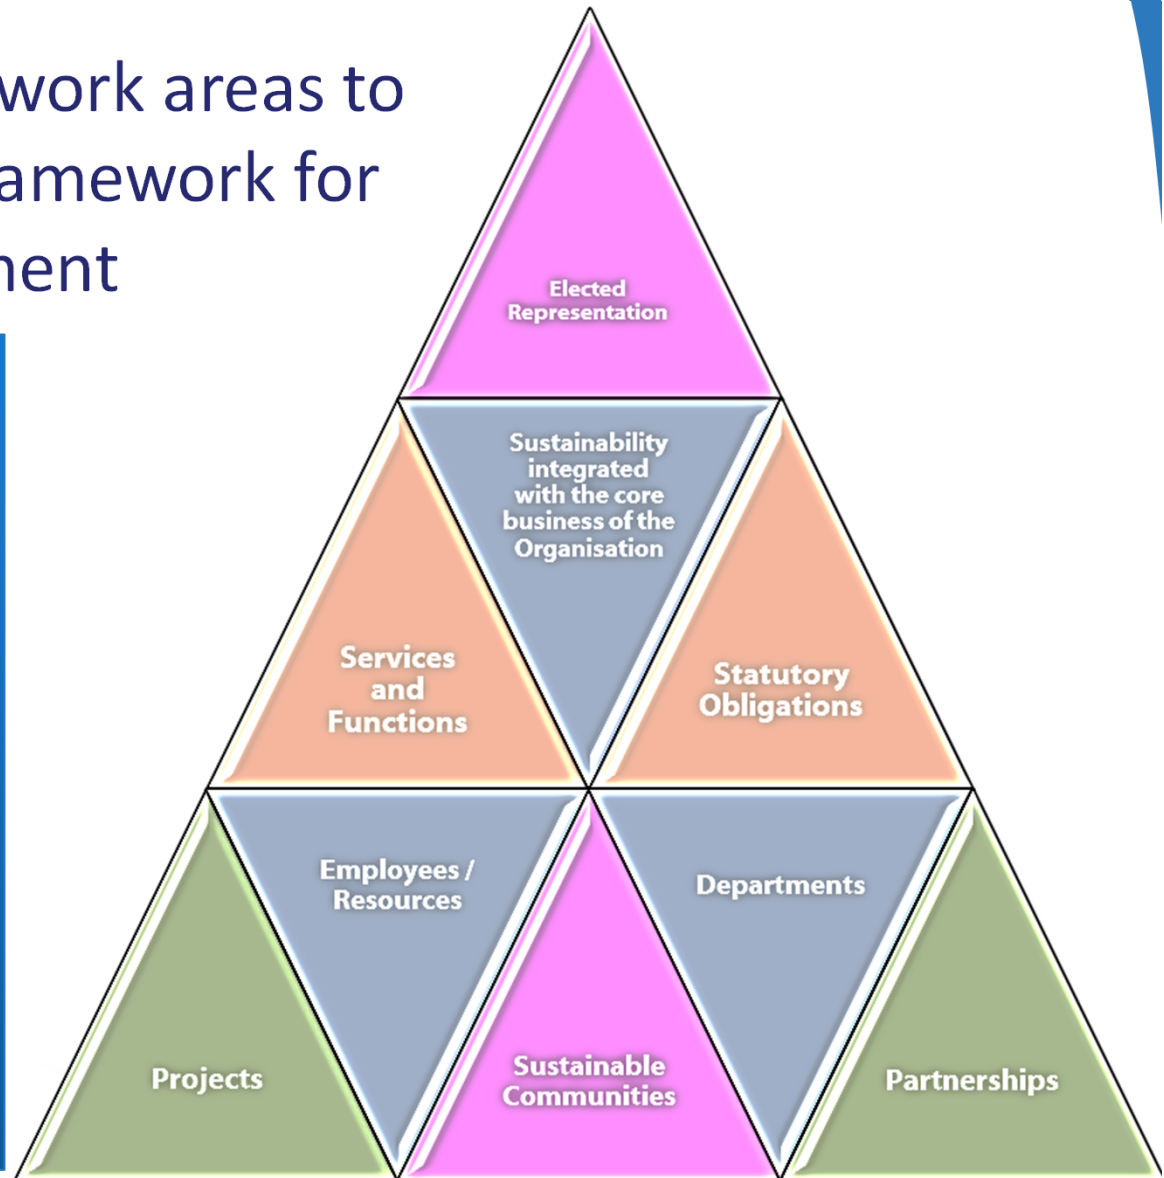 work areas to
amework for
nent
Elected
Representation
Sustainability
integrated
with the core
business of the
Organisation
Services
and
Functions
Statutory
Obligations
Employees /
Resources
Departments
Projects
Sustainable
Communities
Partnerships